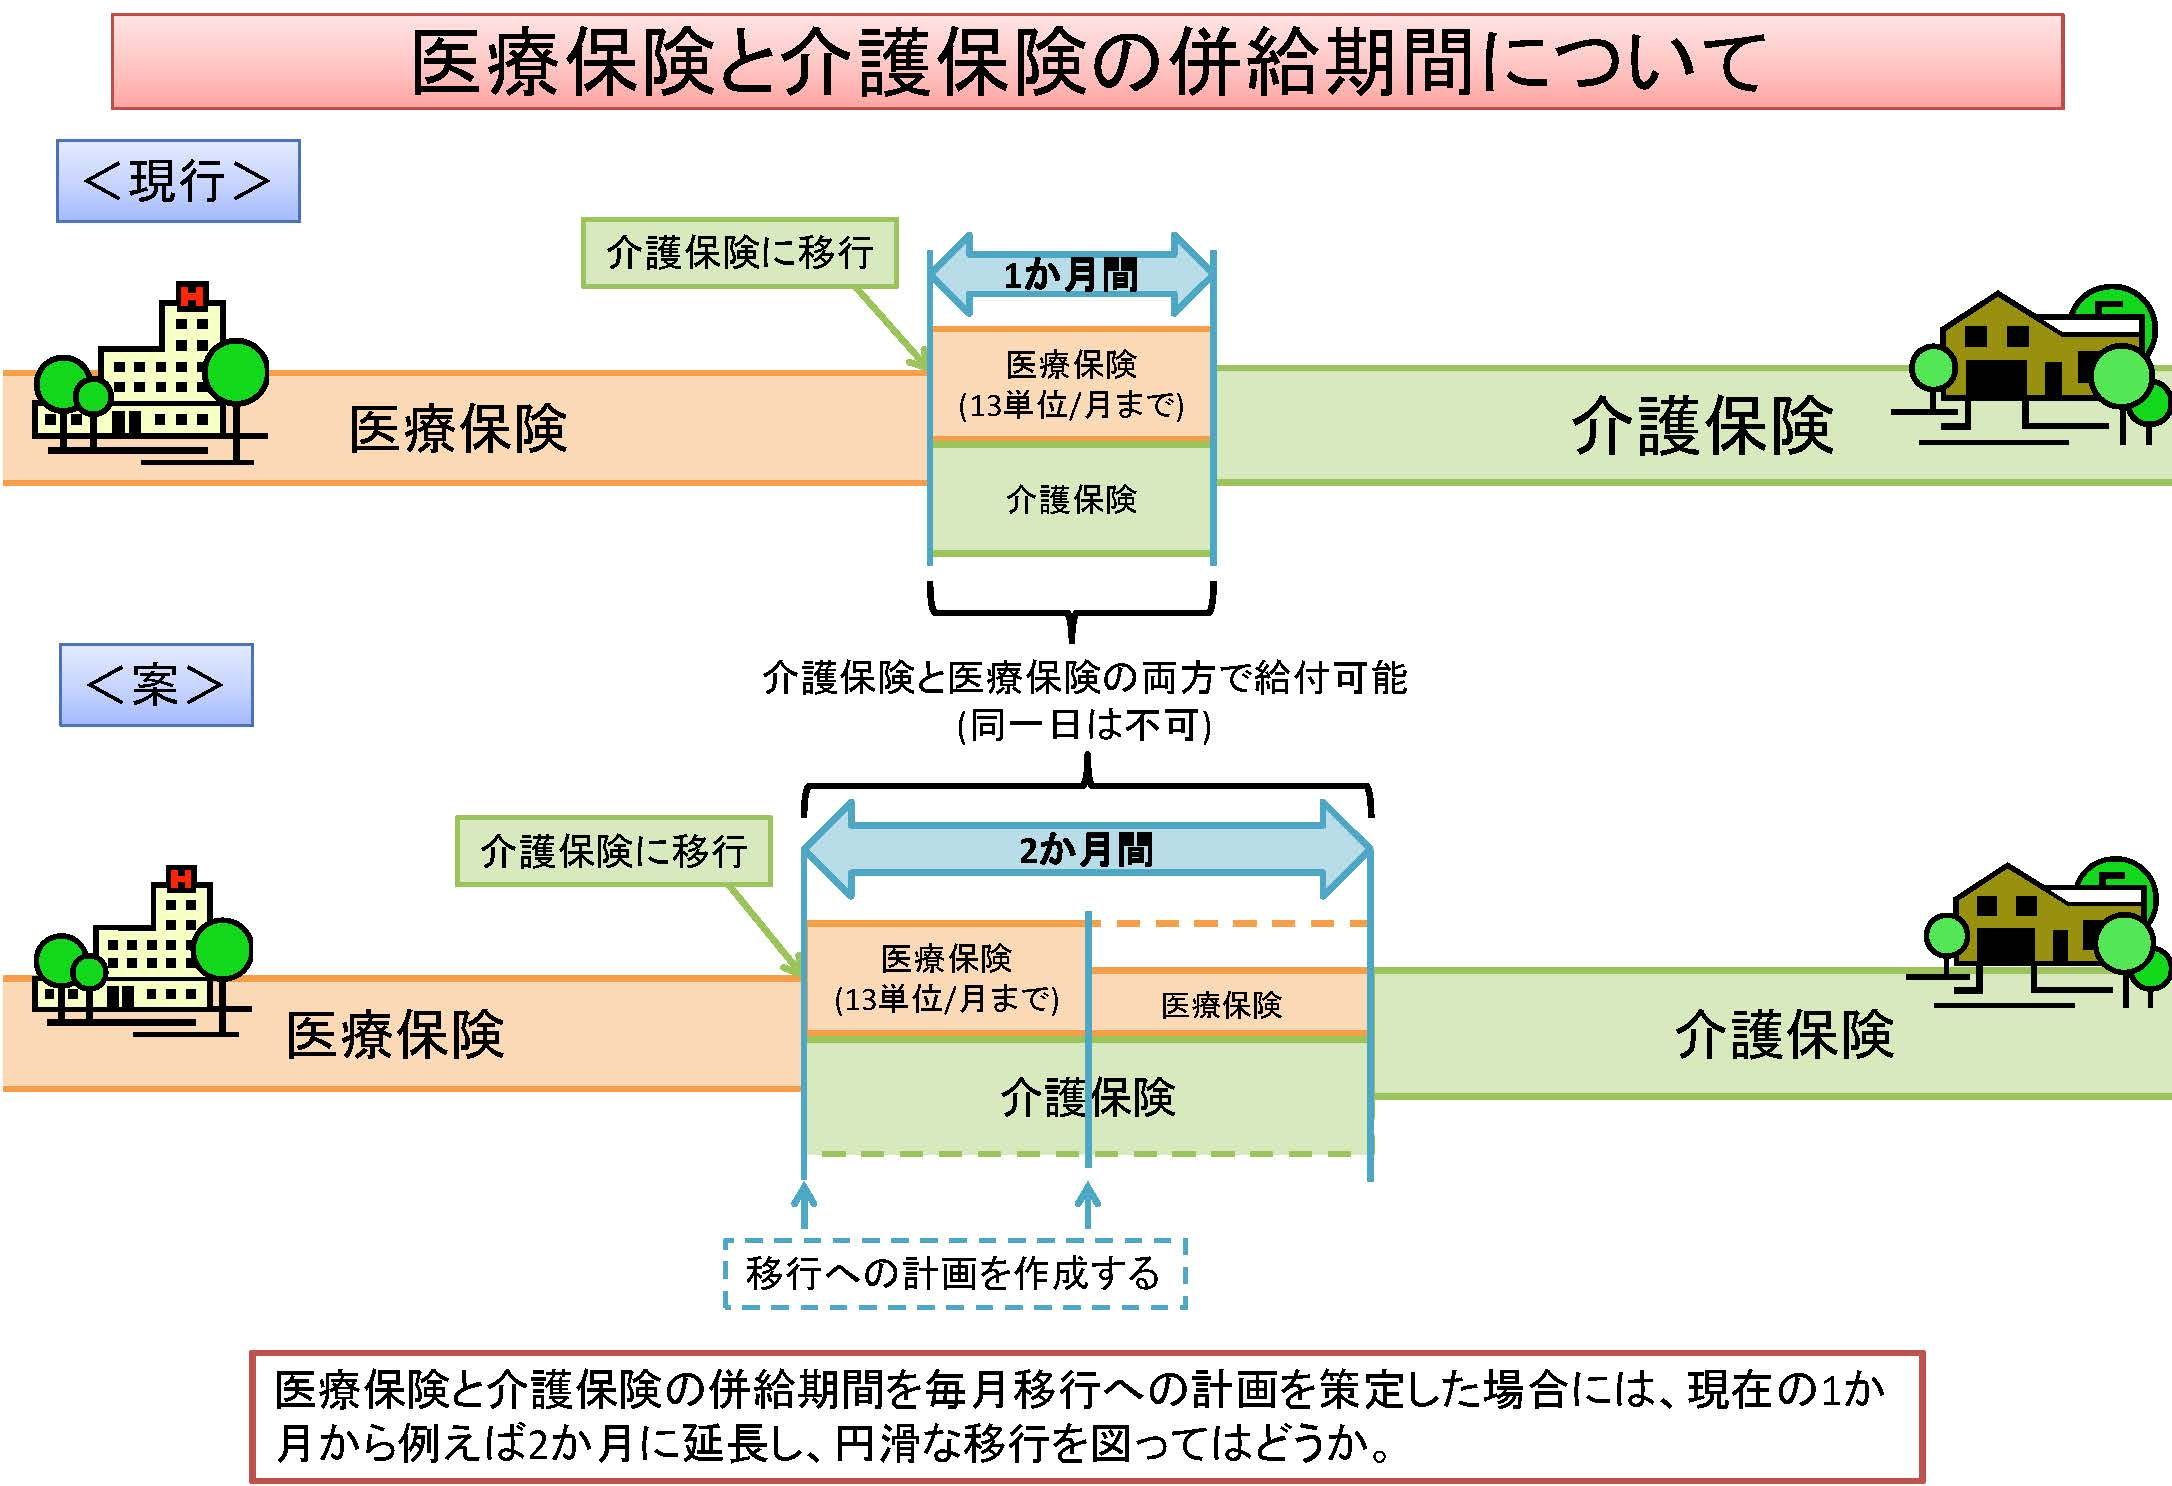 医療保険と介護保険の併給期間について
＜現行＞
介護保険に移行
1か月間
医療保険
(13単位/月まで)
介護保険
H
医療保険
介護保険
介護保険と医療保険の両方で給付可能
(同一日は不可)
＜案＞
介護保険に移行
2か月間
医療保険
(13単位/月まで)
医療保険
介護保険
H
医療保険
介護保険
移行への計画を作成する
医療保険と介護保険の併給期間を毎月移行への計画を策定した場合には、現在の1か
月から例えば2か月に延長し、円滑な移行を図ってはどうか。